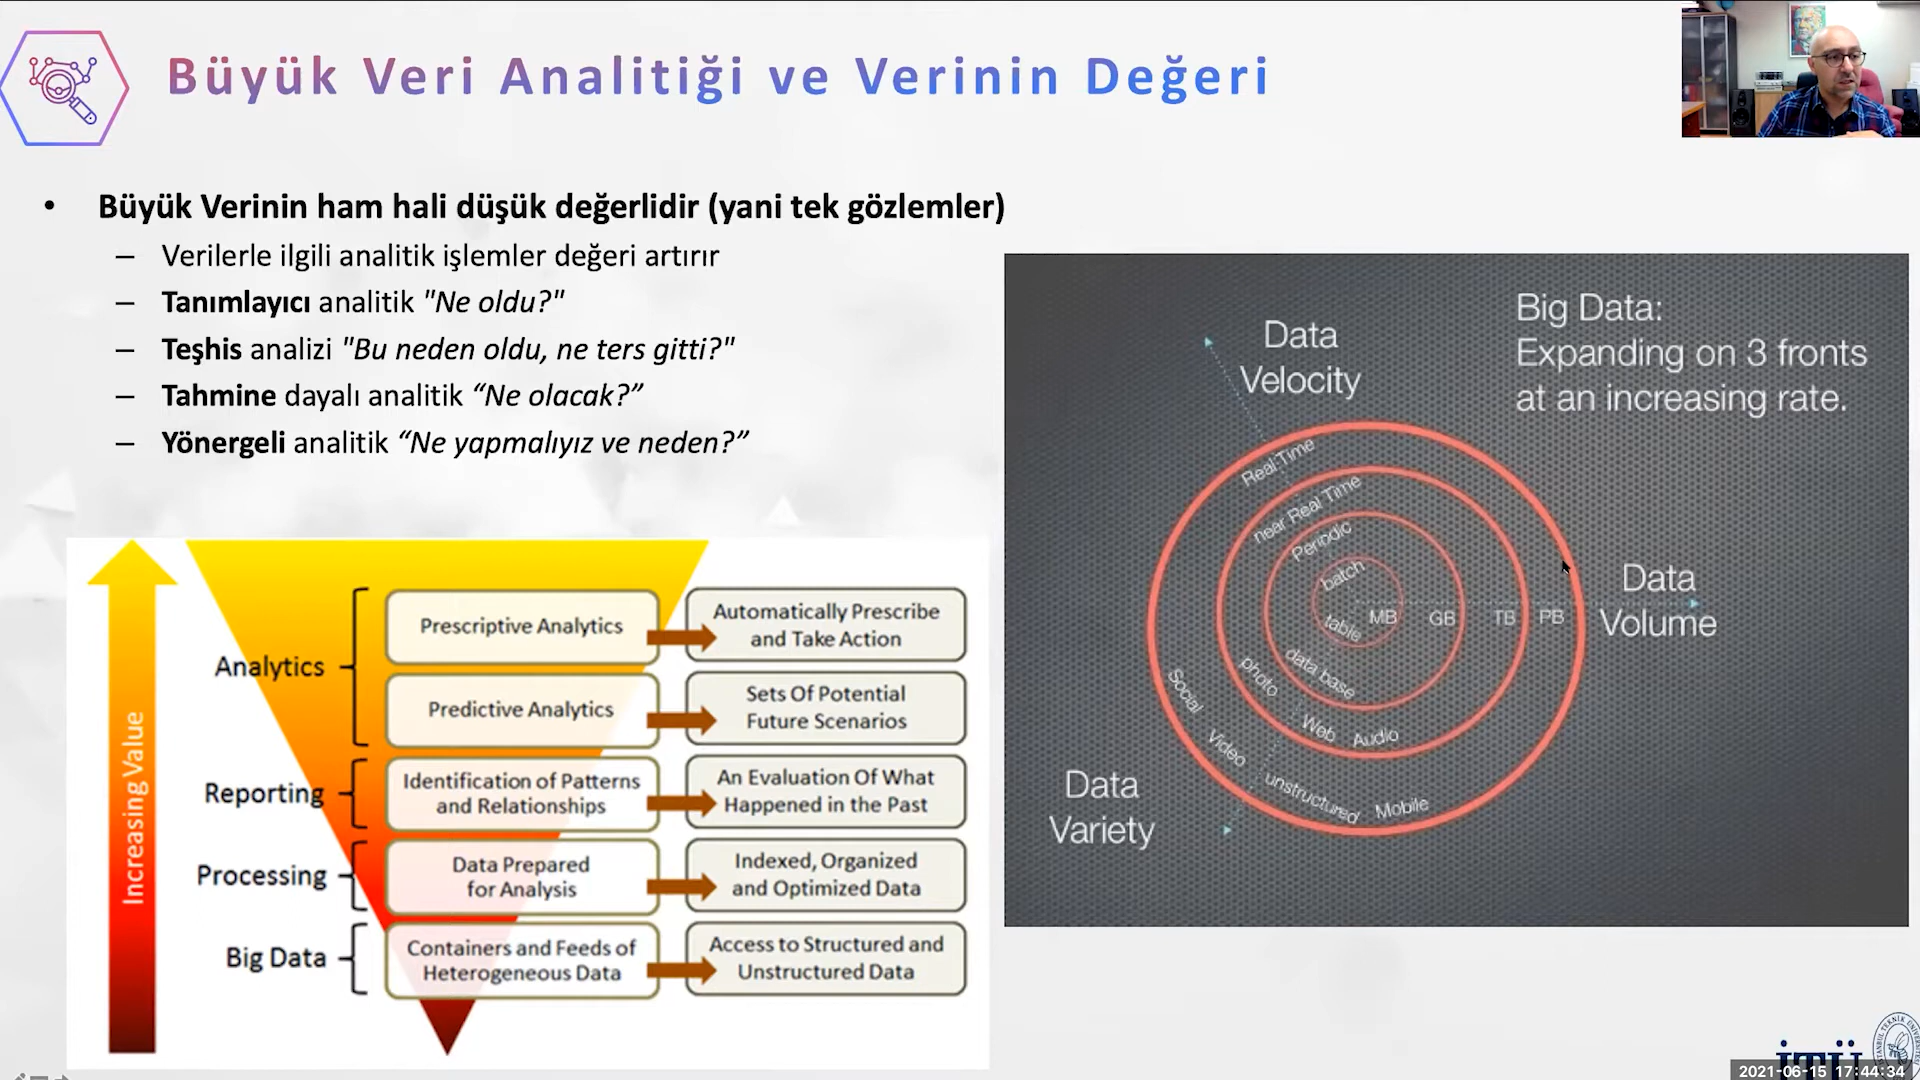 Büyük Veri Analitiği ve Verinin Değeri
• Büyük Verinin ham hali düşük değerlidir (yani tek gözlemler)
– Verilerle ilgili analitik işlemler değeri artırır
– Tanımlayıcı analitik "Ne oldu?"
– Teşhis analizi "Bu neden oldu, ne ters gitti?"
– Tahmine dayalı analitik “Ne olacak?”
– Yönergeli analitik “Ne yapmalıyız ve neden?”
Increasing Value
Analytics
Prescriptive Analytics
Automatically Prescribe
and Take Action
Predictive Analytics
Sets Of Potential
Future Scenarios
Reporting
Identification of Patterns
and Relationships
An Evaluation Of What
Happened in the Past
Processing
Data Prepared
for Analysis
Indexed, Organized
and Optimized Data
Big Data
Containers and Feeds of
Heterogeneous Data
Access to Structured and
Unstructured Data
Big Data:
Expanding on 3 fronts
at an increasing rate.
Data
Velocity
Real Time
near Real Time
Periodic
batch
table
MB
GB
TB
PB
Data
Volume
data base
photo
Web
Audio
Social
Video
unstructured
Mobile
Data
Variety
İTÜ
2021-06-15 17:44:34